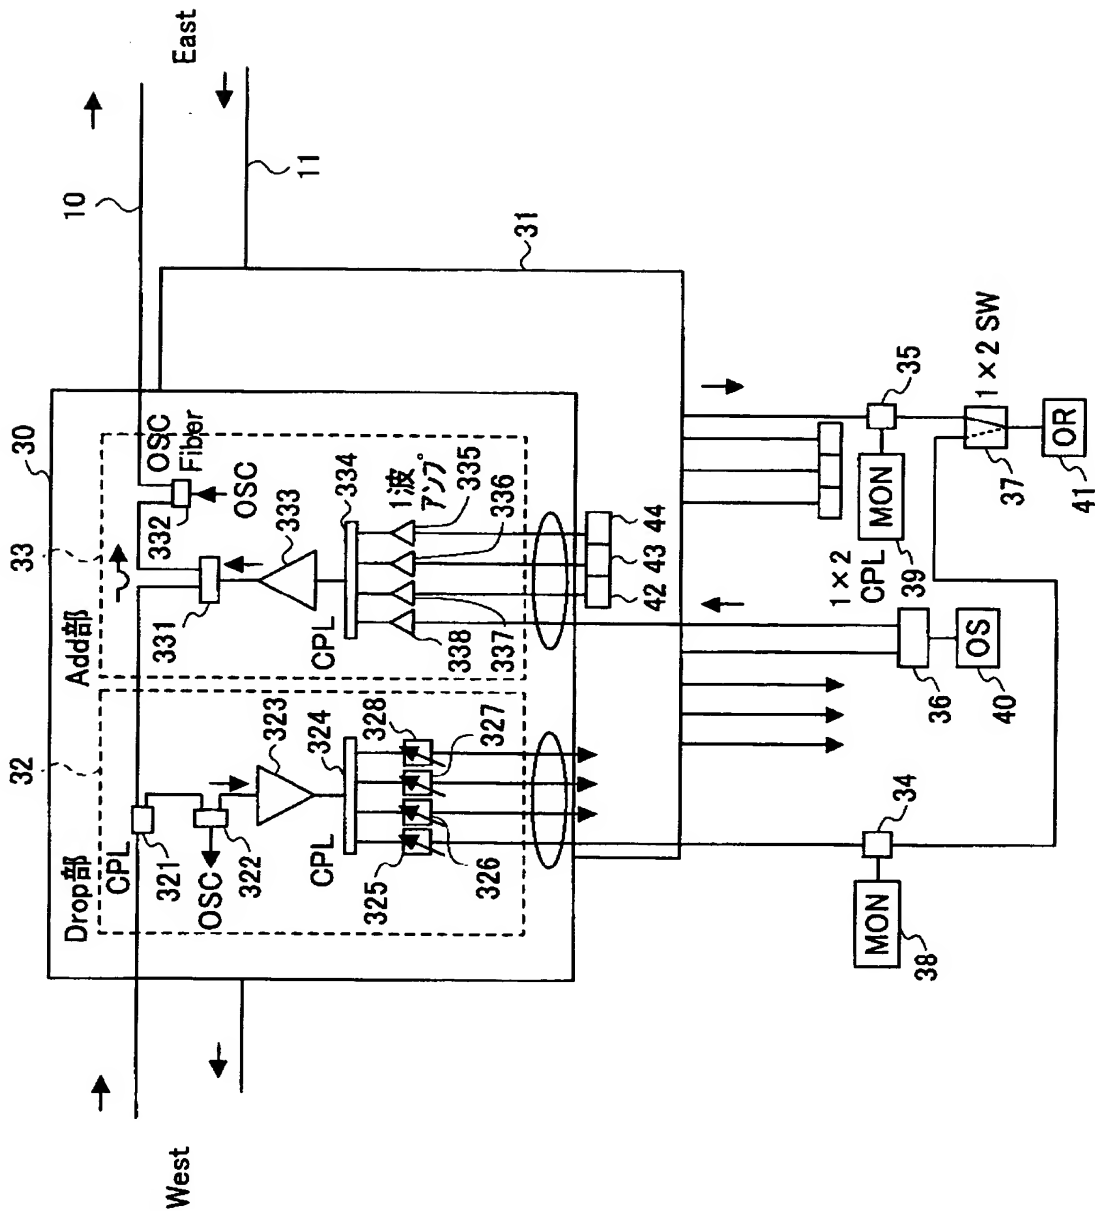 West
East
10
11
30
31
32
33
Drop部
Add部
CPL
321
OSC
322
323
CPL
324
325
326
327
328
331
OSC
Fiber
332
OSC
333
CPL
334
1波
アンプ
335
336
337
338
42
43
44
34
MON
38
36
OS
40
1×2
CPL
MON
39
35
1×2 SW
37
OR
41